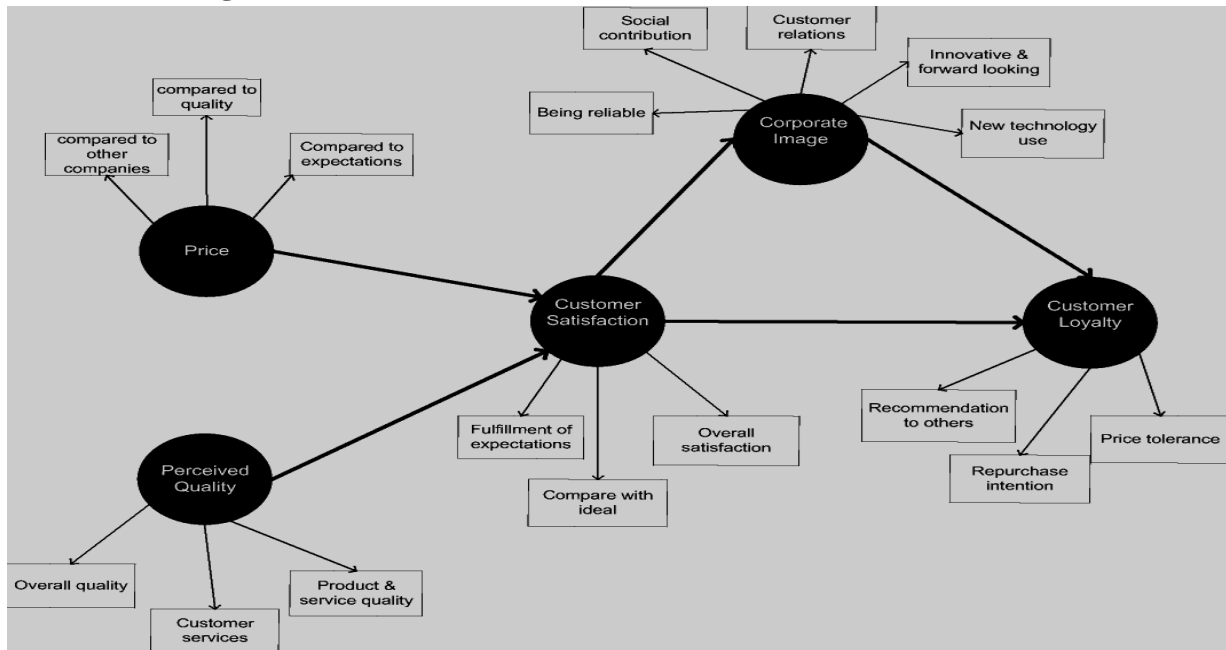 Social
contribution
Customer
relations
Innovative &
forward looking
Being reliable
Corporate
Image
New technology
use
compared to
quality
compared to
other
companies
Compared to
expectations
Price
Customer
Satisfaction
Customer
Loyalty
Fulfillment of
expectations
Overall
satisfaction
Compare with
ideal
Recommendation
to others
Repurchase
intention
Price tolerance
Perceived
Quality
Overall quality
Customer
services
Product &
service quality